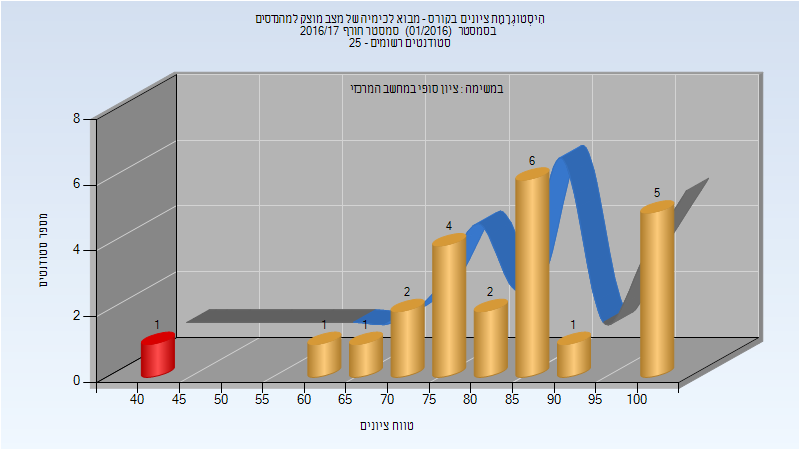 הִיסְטוֹגְרָמַת ציונים בקורס - מבוא לכימיה של מצב מוצק למהנדסים
בסמסטר (01/2016) סמסטר חורף 2016/17
סטודנטים רשומים - 25
במשימה : ציון סופי במחשב המרכזי
מספר סטודנטים
8
6
4
2
0
1
1
1
2
4
2
6
1
5
40 45 50 55 60 65 70 75 80 85 90 95 100
טווח ציונים